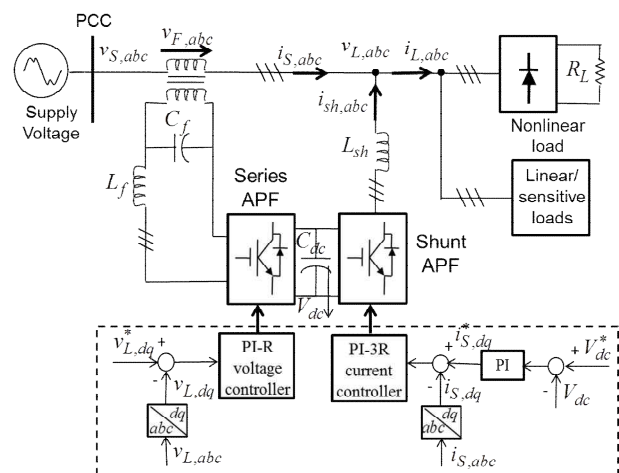 PCC
v_{S,abc}
v_{F,abc}
i_{S,abc}
v_{L,abc}
i_{L,abc}
R_L
Supply
Voltage
C_f
i_{sh,abc}
Nonlinear
load
L_f
L_{sh}
Series
APF
Linear/
sensitive
loads
C_{dc}
Shunt
APF
V_{dc}
v^*_{L,dq}
+
-
v_{L,dq}
PI-R
voltage
controller
PI-3R
current
controller
i^*_{S,dq}
+
-
i_{S,dq}
PI
+
V^*_{dc}
-
V_{dc}
dq
abc
v_{L,abc}
dq
abc
i_{S,abc}